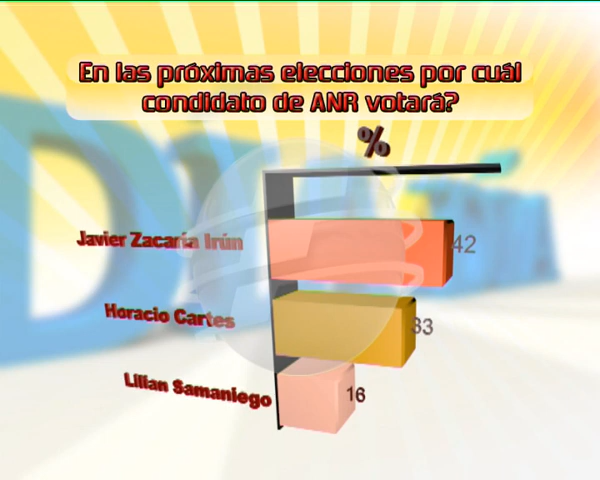 En las próximas elecciones por cuál
condidato de ANR votará?
%
Javier Zacaría Irún
42
Horacio Cartes
33
Lilian Samaniego
16